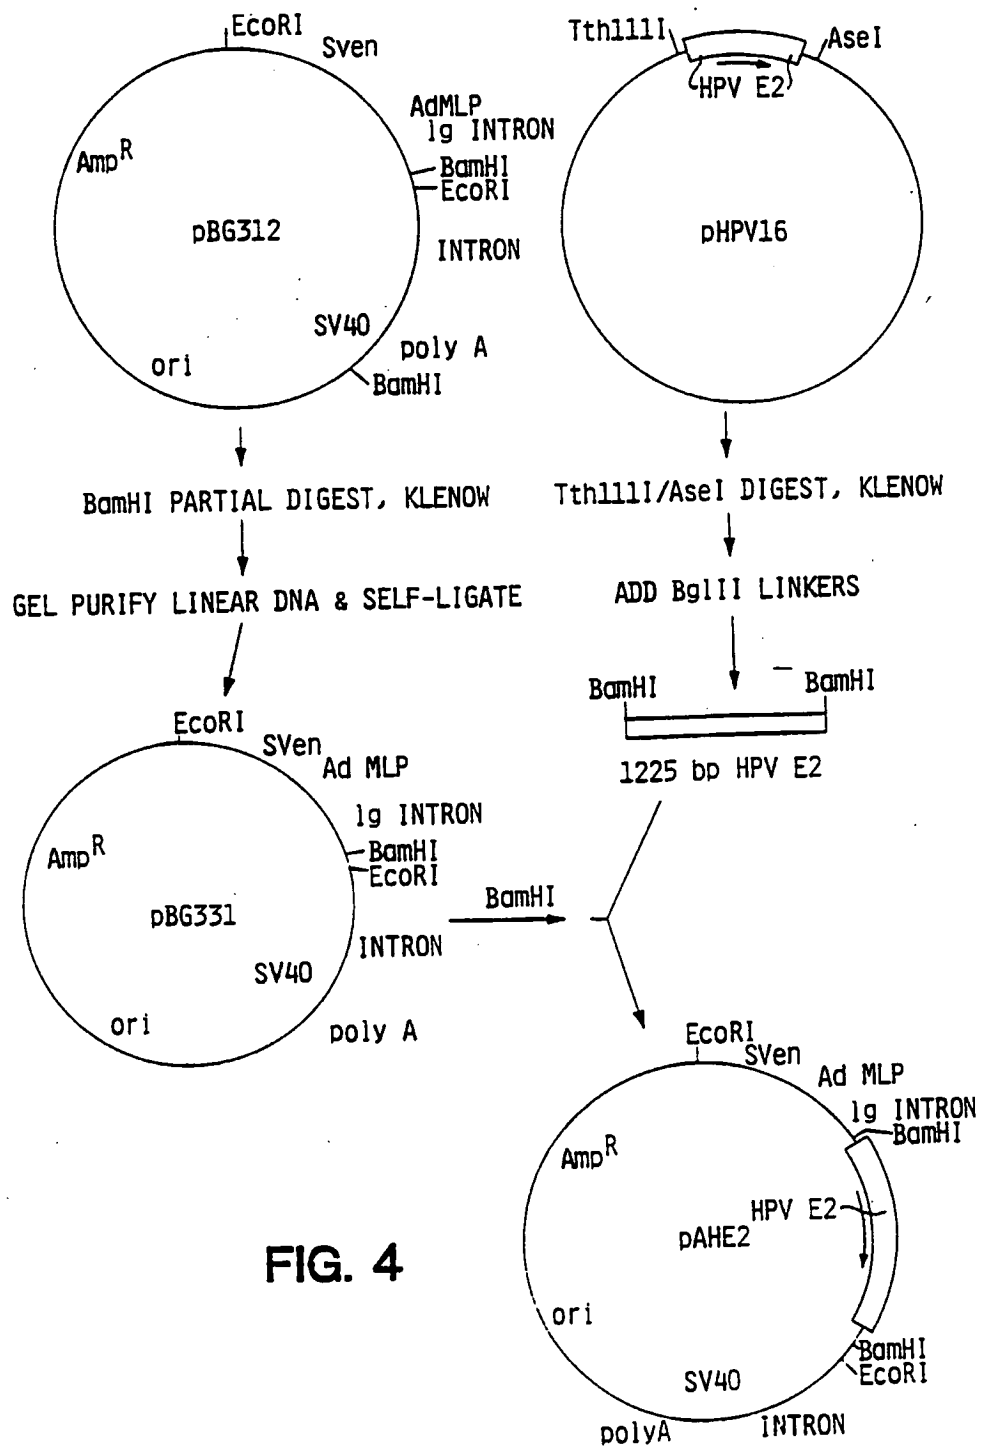 EcoRI
Sven
AdMLP
lg INTRON
BamHI
EcoRI
AmpR
pBG312
INTRON
SV40
poly A
ori
BamHI
Tth111I
AseI
HPV E2
pHPV16
BamHI PARTIAL DIGEST, KLENOW
GEL PURIFY LINEAR DNA & SELF-LIGATE
Tth111I/AseI DIGEST, KLENOW
ADD BglII LINKERS
BamHI
BamHI
1225 bp HPV E2
EcoRI
SVen
Ad MLP
lg INTRON
BamHI
EcoRI
AmpR
pBG331
INTRON
SV40
ori
poly A
BamHI
EcoRI
SVen
Ad MLP
lg INTRON
BamHI
AmpR
HPV E2
pAHE2
ori
BamHI
EcoRI
SV40
polyA
INTRON
FIG. 4